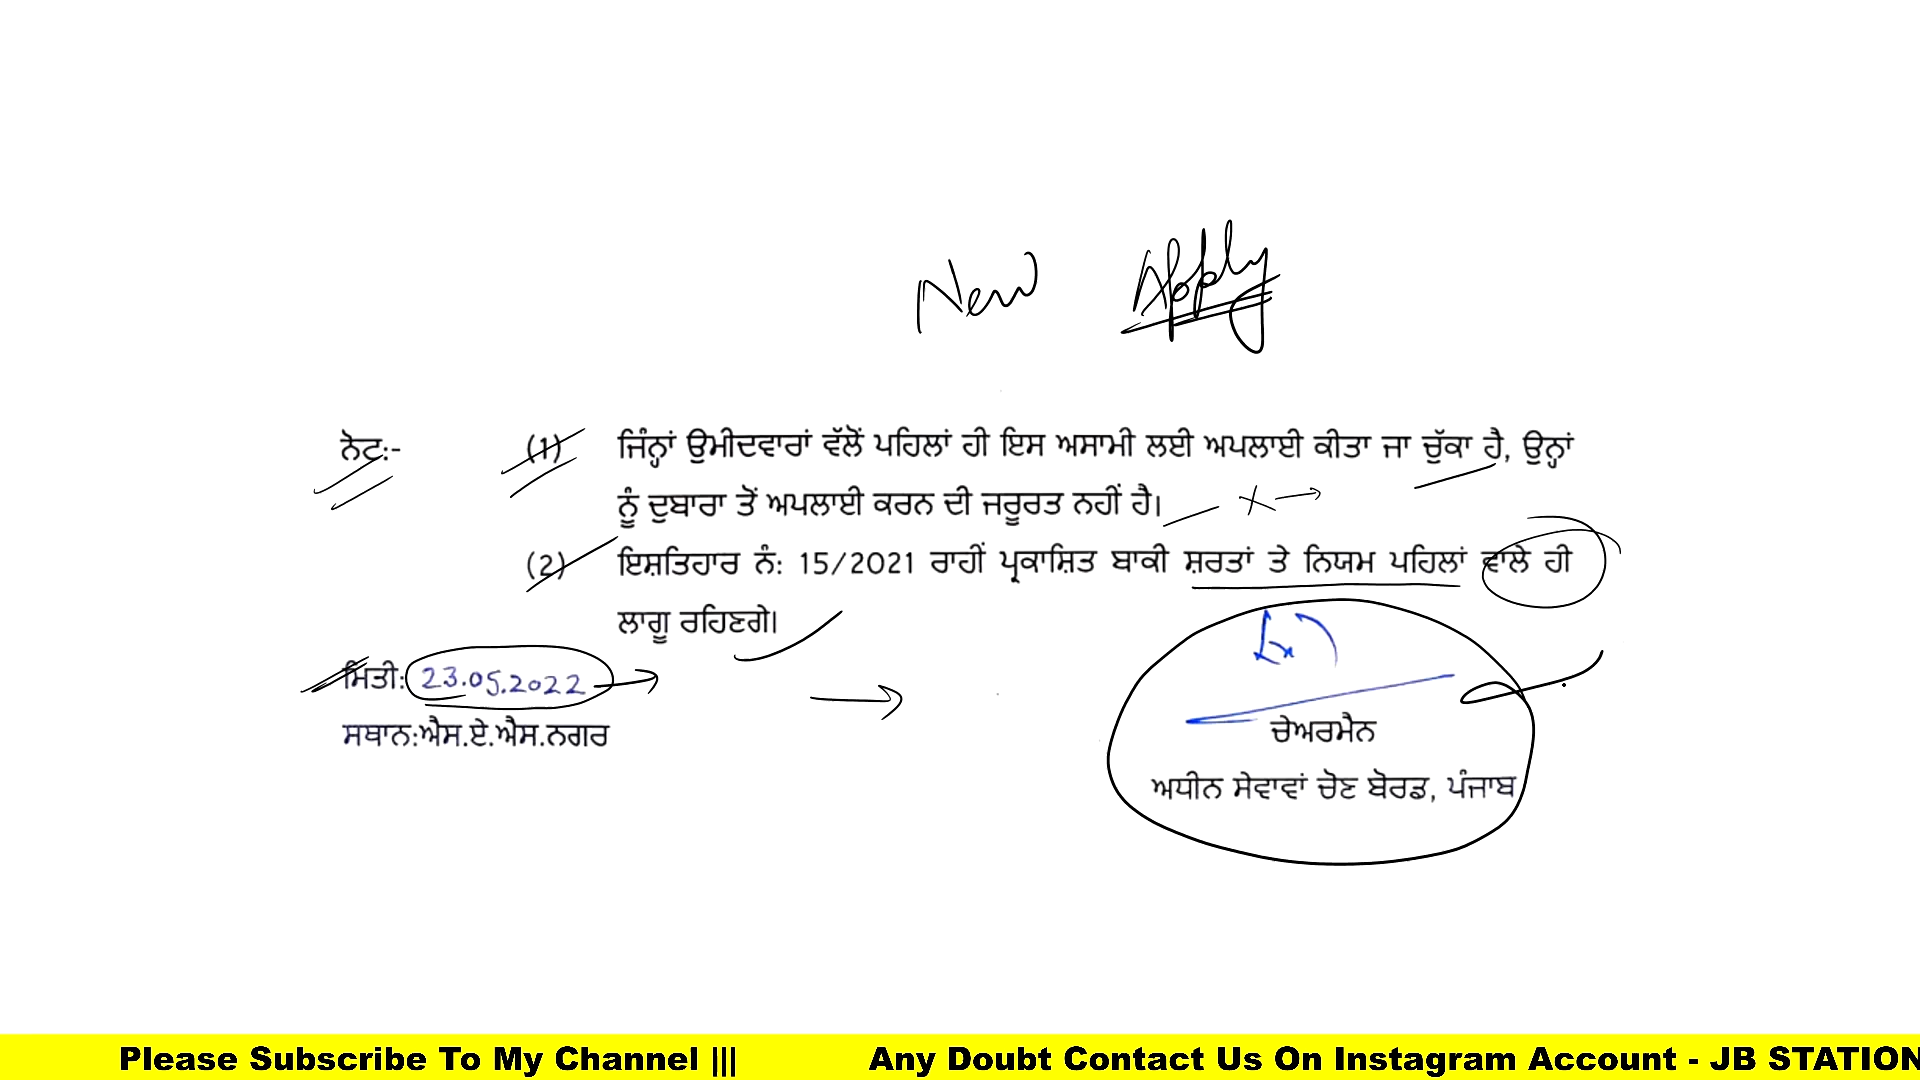 New Apply
ਨੋਟ:- (1) ਜਿੰਨ੍ਹਾਂ ਉਮੀਦਵਾਰਾਂ ਵੱਲੋਂ ਪਹਿਲਾਂ ਹੀ ਇਸ ਅਸਾਮੀ ਲਈ ਅਪਲਾਈ ਕੀਤਾ ਜਾ ਚੁੱਕਾ ਹੈ, ਉਨ੍ਹਾਂ
ਨੂੰ ਦੁਬਾਰਾ ਤੋਂ ਅਪਲਾਈ ਕਰਨ ਦੀ ਜਰੂਰਤ ਨਹੀਂ ਹੈ।
(2) ਇਸ਼ਤਿਹਾਰ ਨੰ: 15/2021 ਰਾਹੀਂ ਪ੍ਰਕਾਸ਼ਿਤ ਬਾਕੀ ਸ਼ਰਤਾਂ ਤੇ ਨਿਯਮ ਪਹਿਲਾਂ ਵਾਲੇ ਹੀ
ਲਾਗੂ ਰਹਿਣਗੇ।
ਮਿਤੀ: 23.05.2022
ਸਥਾਨ:ਐਸ.ਏ.ਐਸ.ਨਗਰ
ਚੇਅਰਮੈਨ
ਅਧੀਨ ਸੇਵਾਵਾਂ ਚੋਣ ਬੋਰਡ, ਪੰਜਾਬ
Please Subscribe To My Channel ||| Any Doubt Contact Us On Instagram Account - JB STATION